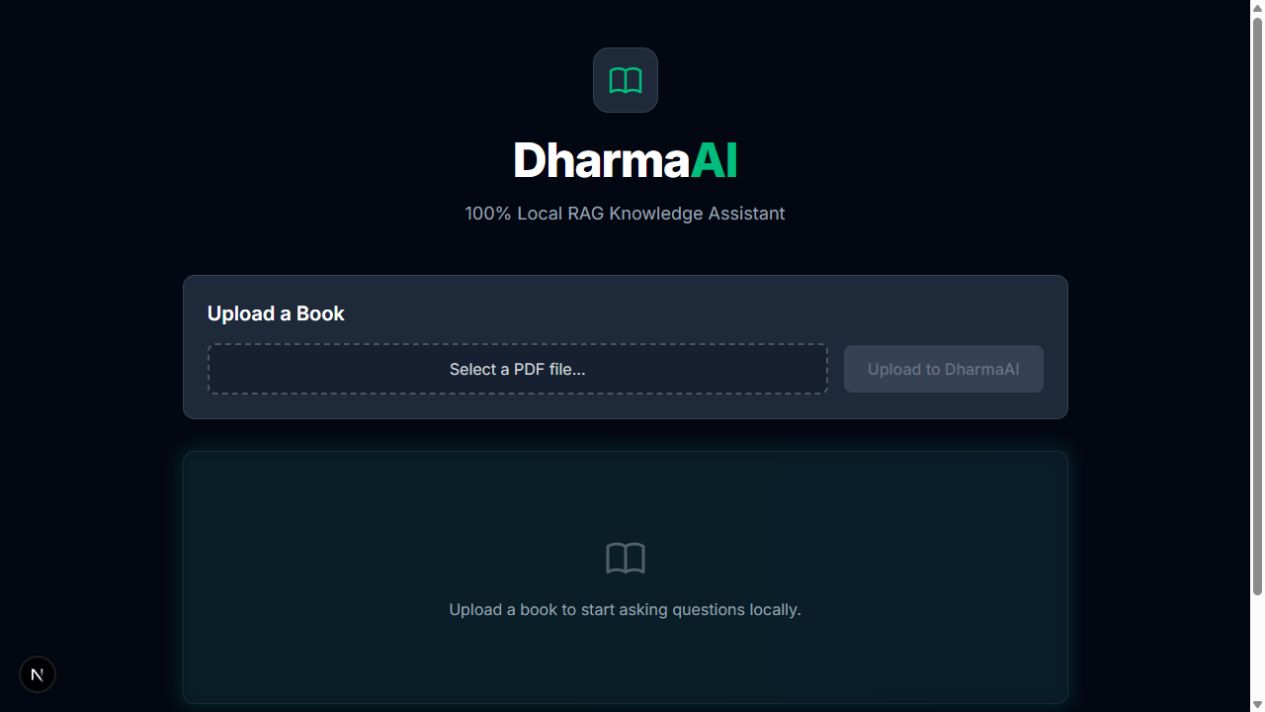 DharmaAI
100% Local RAG Knowledge Assistant
Upload a Book
Select a PDF file...
Upload to DharmaAI
Upload a book to start asking questions locally.
N